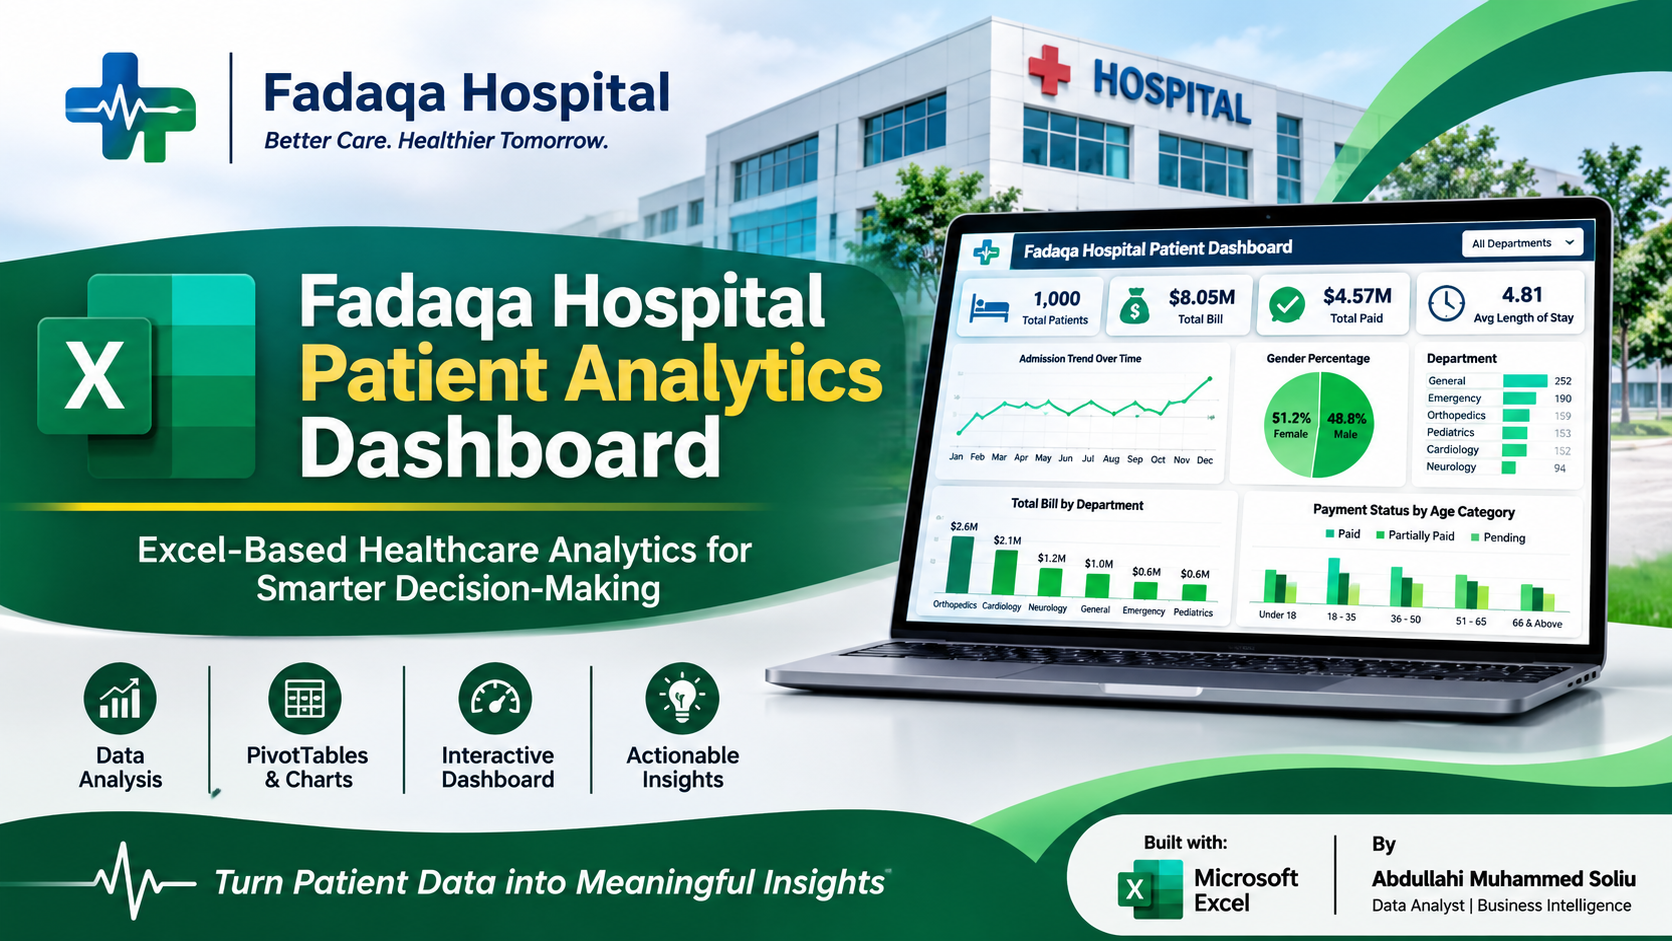 Fadaqa Hospital
Better Care. Healthier Tomorrow.
HOSPITAL
X
Fadaqa Hospital
Patient Analytics
Dashboard
Excel-Based Healthcare Analytics for
Smarter Decision-Making
Data
Analysis
PivotTables
& Charts
Interactive
Dashboard
Actionable
Insights
Turn Patient Data into Meaningful Insights
Fadaqa Hospital Patient Dashboard
All Departments
1,000
Total Patients
$8.05M
Total Bill
$4.57M
Total Paid
4.81
Avg Length of Stay
Admission Trend Over Time
Jan Feb Mar Apr May Jun Jul Aug Sep Oct Nov Dec
Gender Percentage
51.2%
Female
48.8%
Male
Department
General 252
Emergency 190
Orthopedics 159
Pediatrics 153
Cardiology 152
Neurology 94
Total Bill by Department
$2.6M
$2.1M
$1.2M
$1.0M
$0.6M
$0.6M
Orthopedics Cardiology Neurology General Emergency Pediatrics
Payment Status by Age Category
Paid Partially Paid Pending
Under 18 18 - 35 36 - 50 51 - 65 66 & Above
Built with:
X
Microsoft
Excel
By
Abdullahi Muhammed Soliu
Data Analyst | Business Intelligence